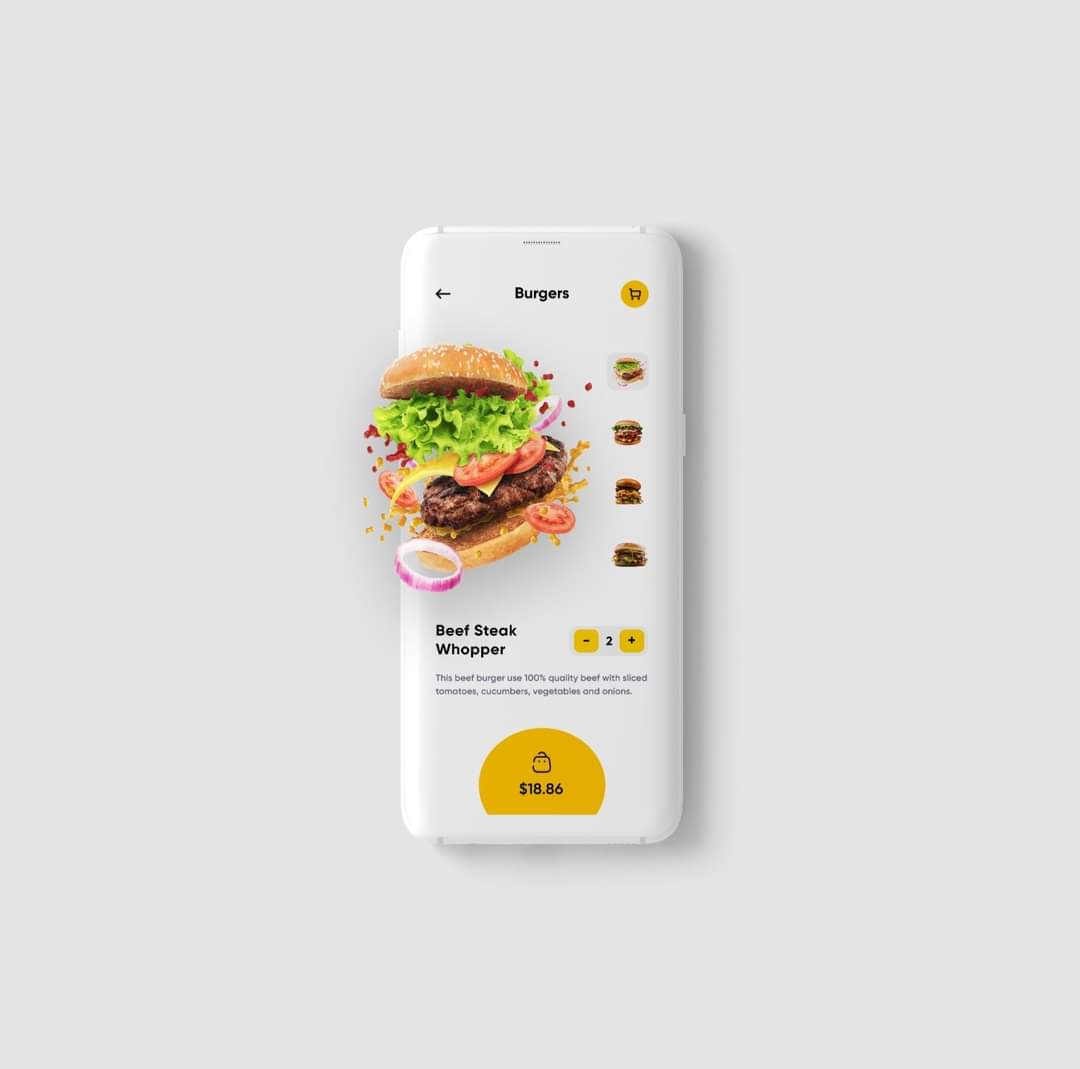 Burgers
Beef Steak
Whopper
- 2 +
This beef burger use 100% quality beef with sliced
tomatoes, cucumbers, vegetables and onions.
$18.86